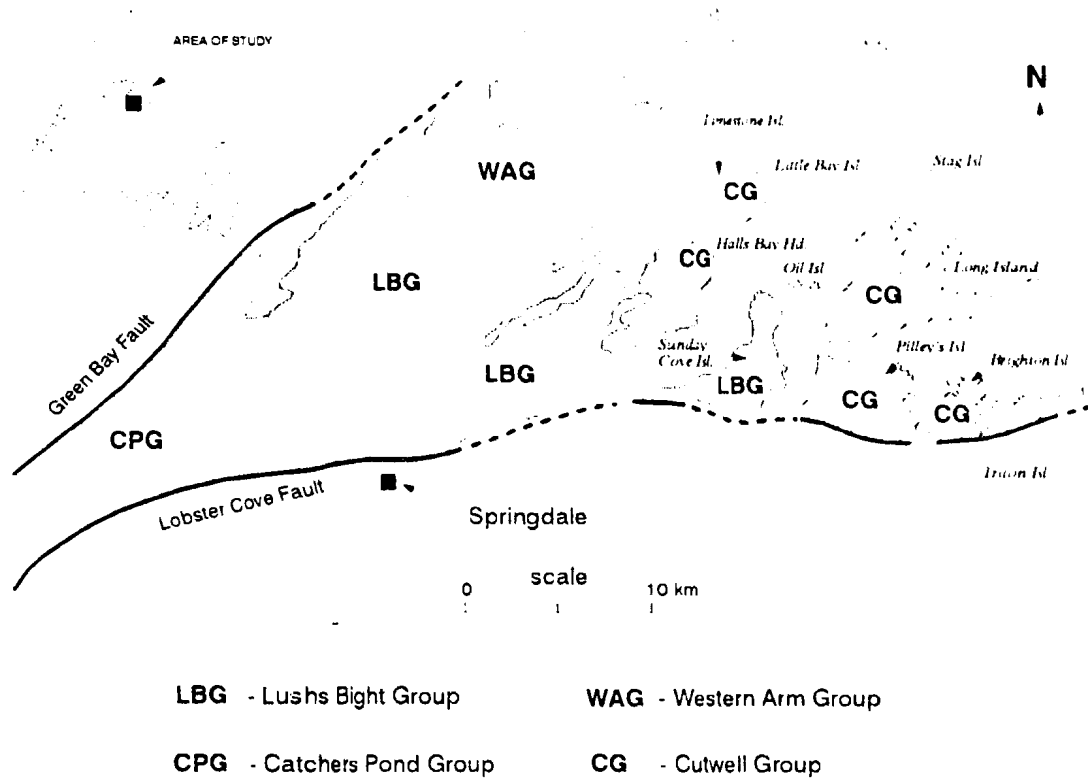 AREA OF STUDY
N
Limestone Isl.
WAG
Little Bay Isl
Stag Isl
CG
Halls Bay Hd.
CG
Oil Isl
Long Island
LBG
CG
Green Bay Fault
Sunday
Cove Isl.
Pilley's Isl
Brighton Isl
LBG
LBG
CG
CG
CPG
Lobster Cove Fault
Triton Isl
Springdale
scale
0 10 km
LBG - Lushs Bight Group
WAG - Western Arm Group
CPG - Catchers Pond Group
CG - Cutwell Group